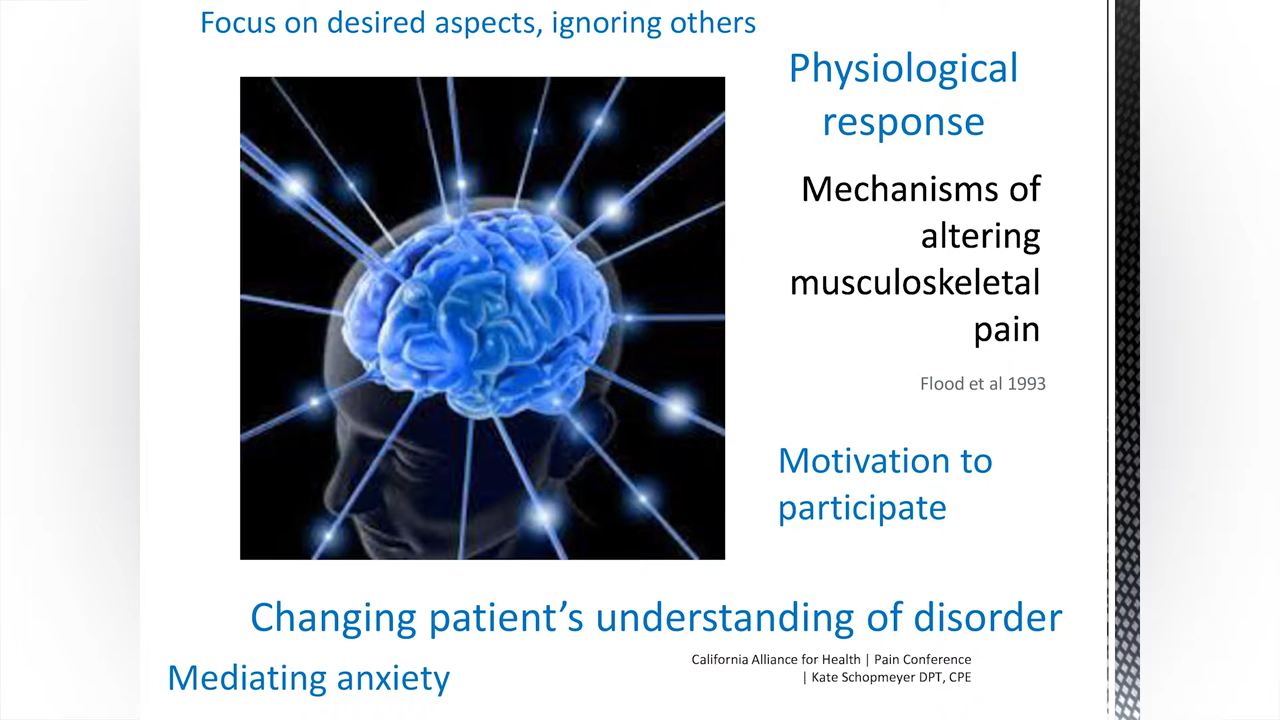 Focus on desired aspects, ignoring others
Physiological
response
Mechanisms of
altering
musculoskeletal
pain
Flood et al 1993
Motivation to
participate
Changing patient’s understanding of disorder
California Alliance for Health | Pain Conference
| Kate Schopmeyer DPT, CPE
Mediating anxiety